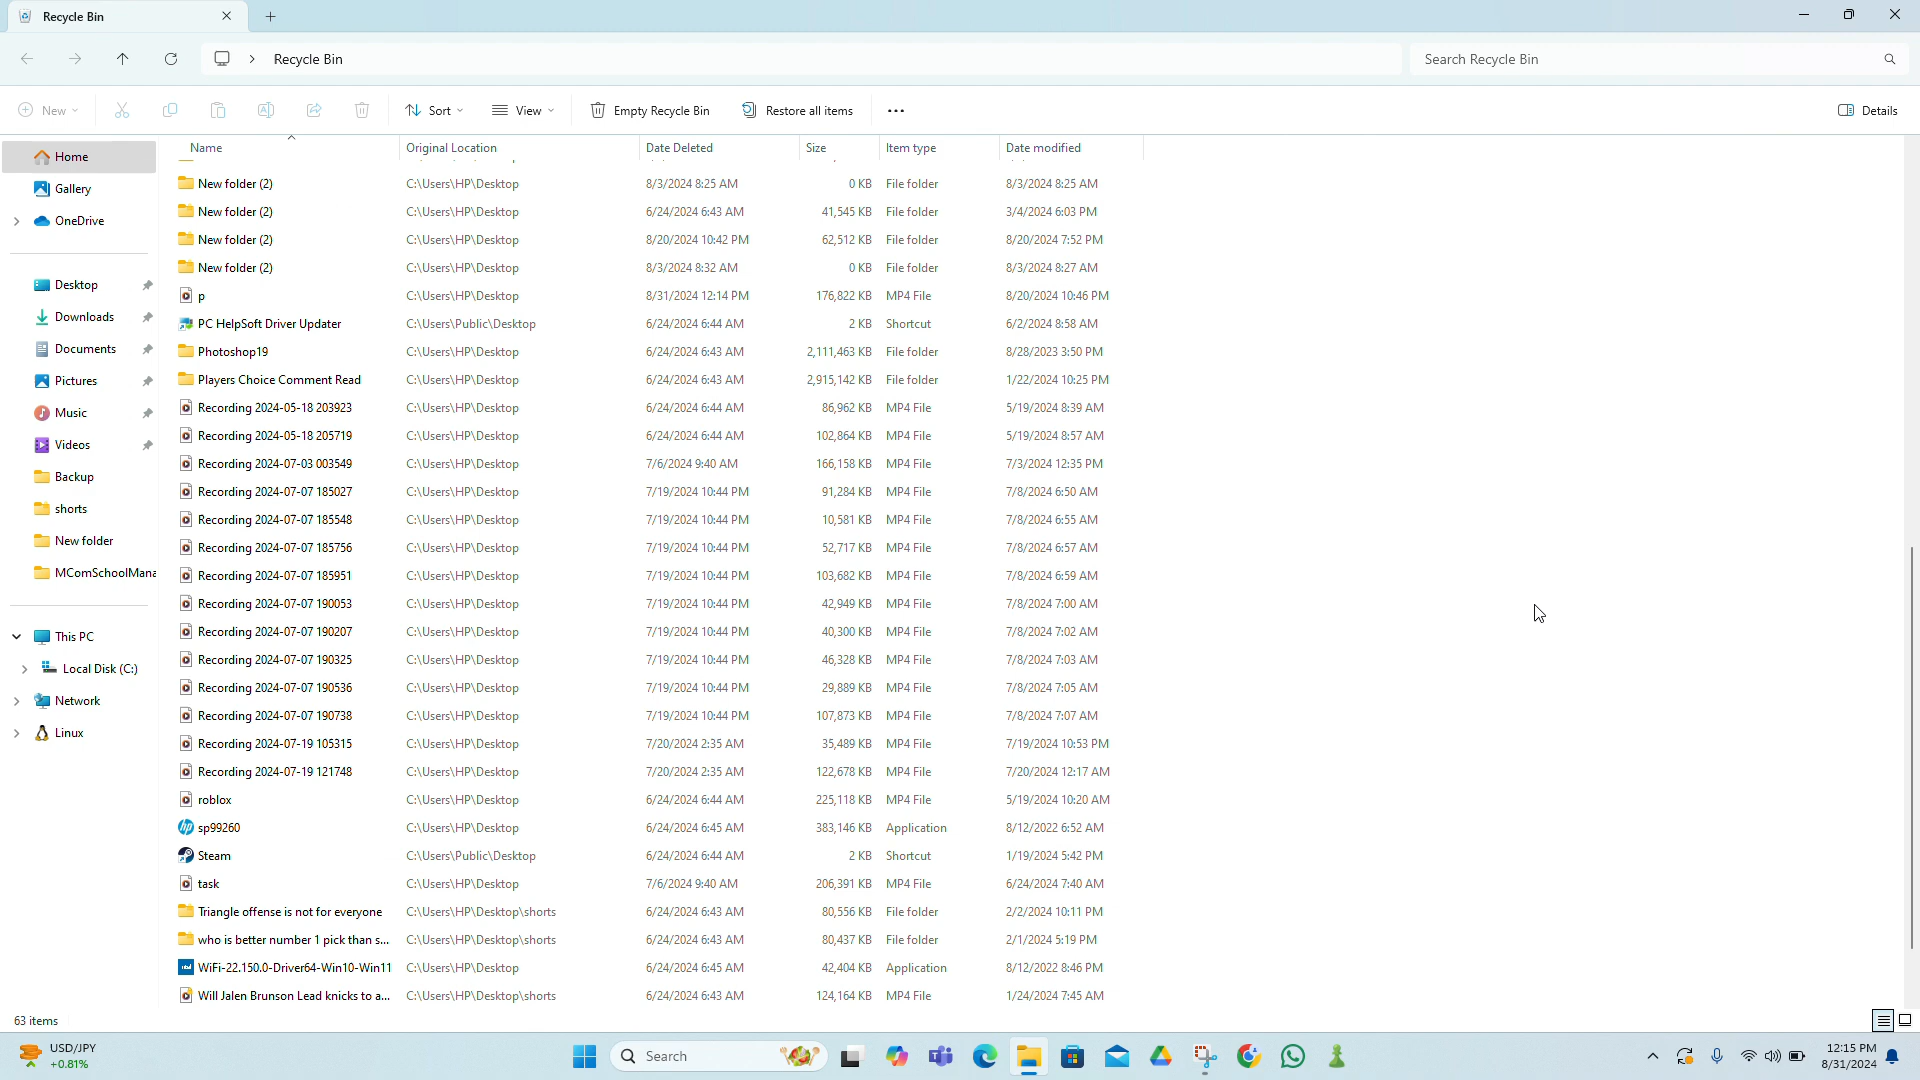 Recycle Bin
Recycle Bin
Search Recycle Bin
New
Sort
View
Empty Recycle Bin
Restore all items
Details
Home
Gallery
OneDrive
Desktop
Downloads
Documents
Pictures
Music
Videos
Backup
shorts
New folder
MComSchoolMana
This PC
Local Disk (C:)
Network
Linux
Name Original Location Date Deleted Size Item type Date modified
New folder (2) C:\Users\HP\Desktop 8/3/2024 8:25 AM 0 KB File folder 8/3/2024 8:25 AM
New folder (2) C:\Users\HP\Desktop 6/24/2024 6:43 AM 41,545 KB File folder 3/4/2024 6:03 PM
New folder (2) C:\Users\HP\Desktop 8/20/2024 10:42 PM 62,512 KB File folder 8/20/2024 7:52 PM
New folder (2) C:\Users\HP\Desktop 8/3/2024 8:32 AM 0 KB File folder 8/3/2024 8:27 AM
p C:\Users\HP\Desktop 8/31/2024 12:14 PM 176,822 KB MP4 File 8/20/2024 10:46 PM
PC HelpSoft Driver Updater C:\Users\Public\Desktop 6/24/2024 6:44 AM 2 KB Shortcut 6/2/2024 8:58 AM
Photoshop19 C:\Users\HP\Desktop 6/24/2024 6:43 AM 2,111,463 KB File folder 8/28/2023 3:50 PM
Players Choice Comment Read C:\Users\HP\Desktop 6/24/2024 6:43 AM 2,915,142 KB File folder 1/22/2024 10:25 PM
Recording 2024-05-18 203923 C:\Users\HP\Desktop 6/24/2024 6:44 AM 86,962 KB MP4 File 5/19/2024 8:39 AM
Recording 2024-05-18 205719 C:\Users\HP\Desktop 6/24/2024 6:44 AM 102,864 KB MP4 File 5/19/2024 8:57 AM
Recording 2024-07-03 003549 C:\Users\HP\Desktop 7/6/2024 9:40 AM 166,158 KB MP4 File 7/3/2024 12:35 PM
Recording 2024-07-07 185027 C:\Users\HP\Desktop 7/19/2024 10:44 PM 91,284 KB MP4 File 7/8/2024 6:50 AM
Recording 2024-07-07 185548 C:\Users\HP\Desktop 7/19/2024 10:44 PM 10,581 KB MP4 File 7/8/2024 6:55 AM
Recording 2024-07-07 185756 C:\Users\HP\Desktop 7/19/2024 10:44 PM 52,717 KB MP4 File 7/8/2024 6:57 AM
Recording 2024-07-07 185951 C:\Users\HP\Desktop 7/19/2024 10:44 PM 103,682 KB MP4 File 7/8/2024 6:59 AM
Recording 2024-07-07 190053 C:\Users\HP\Desktop 7/19/2024 10:44 PM 42,949 KB MP4 File 7/8/2024 7:00 AM
Recording 2024-07-07 190207 C:\Users\HP\Desktop 7/19/2024 10:44 PM 40,300 KB MP4 File 7/8/2024 7:02 AM
Recording 2024-07-07 190325 C:\Users\HP\Desktop 7/19/2024 10:44 PM 46,328 KB MP4 File 7/8/2024 7:03 AM
Recording 2024-07-07 190536 C:\Users\HP\Desktop 7/19/2024 10:44 PM 29,889 KB MP4 File 7/8/2024 7:05 AM
Recording 2024-07-07 190738 C:\Users\HP\Desktop 7/19/2024 10:44 PM 107,873 KB MP4 File 7/8/2024 7:07 AM
Recording 2024-07-19 105315 C:\Users\HP\Desktop 7/20/2024 2:35 AM 35,489 KB MP4 File 7/19/2024 10:53 PM
Recording 2024-07-19 121748 C:\Users\HP\Desktop 7/20/2024 2:35 AM 122,678 KB MP4 File 7/20/2024 12:17 AM
roblox C:\Users\HP\Desktop 6/24/2024 6:44 AM 225,118 KB MP4 File 5/19/2024 10:20 AM
sp99260 C:\Users\HP\Desktop 6/24/2024 6:45 AM 383,146 KB Application 8/12/2022 6:52 AM
Steam C:\Users\Public\Desktop 6/24/2024 6:44 AM 2 KB Shortcut 1/19/2024 5:42 PM
task C:\Users\HP\Desktop 7/6/2024 9:40 AM 206,391 KB MP4 File 6/24/2024 7:40 AM
Triangle offense is not for everyone C:\Users\HP\Desktop\shorts 6/24/2024 6:43 AM 80,556 KB File folder 2/2/2024 10:11 PM
who is better number 1 pick than s... C:\Users\HP\Desktop\shorts 6/24/2024 6:43 AM 80,437 KB File folder 2/1/2024 5:19 PM
WiFi-22.150.0-Driver64-Win10-Win11 C:\Users\HP\Desktop 6/24/2024 6:45 AM 42,404 KB Application 8/12/2022 8:46 PM
Will Jalen Brunson Lead knicks to a... C:\Users\HP\Desktop\shorts 6/24/2024 6:43 AM 124,164 KB MP4 File 1/24/2024 7:45 AM
63 items
USD/JPY
+0.81%
Search
12:15 PM
8/31/2024